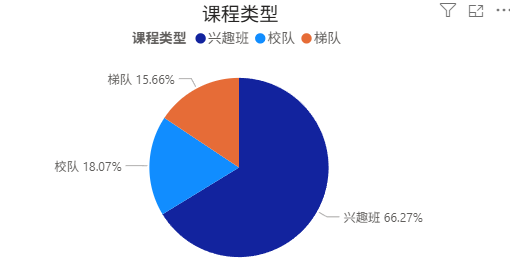 课程类型
课程类型 兴趣班 校队 梯队
梯队 15.66%
校队 18.07%
兴趣班 66.27%